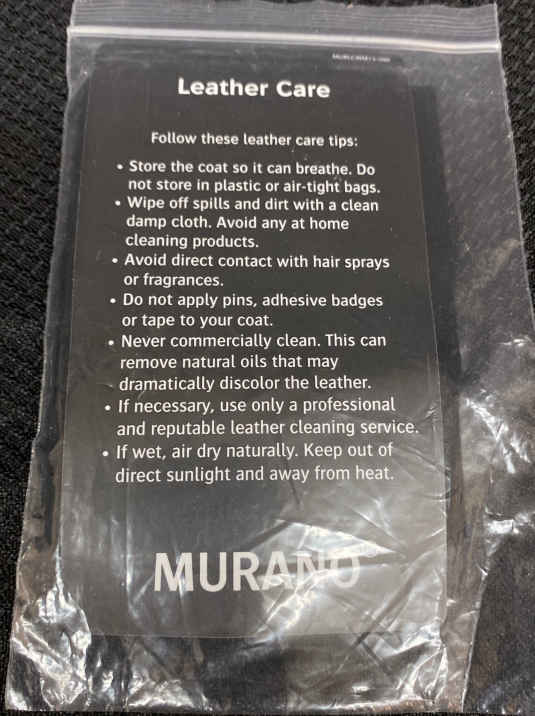 Leather Care
Follow these leather care tips:
• Store the coat so it can breathe. Do
not store in plastic or air-tight bags.
• Wipe off spills and dirt with a clean
damp cloth. Avoid any at home
cleaning products.
• Avoid direct contact with hair sprays
or fragrances.
• Do not apply pins, adhesive badges
or tape to your coat.
• Never commercially clean. This can
remove natural oils that may
dramatically discolor the leather.
• If necessary, use only a professional
and reputable leather cleaning service.
• If wet, air dry naturally. Keep out of
direct sunlight and away from heat.
MURANO